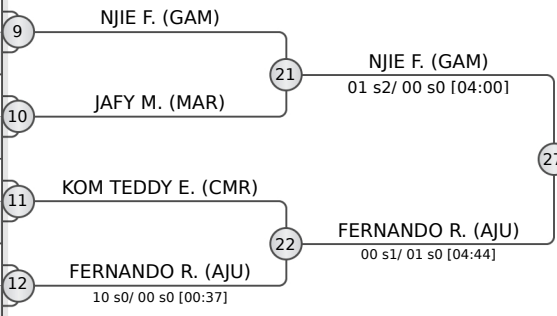 9
NJIE F. (GAM)
21
JAFY M. (MAR)
10
NJIE F. (GAM)
01 s2/ 00 s0 [04:00]
11
KOM TEDDY E. (CMR)
22
FERNANDO R. (AJU)
10 s0/ 00 s0 [00:37]
12
FERNANDO R. (AJU)
00 s1/ 01 s0 [04:44]
27